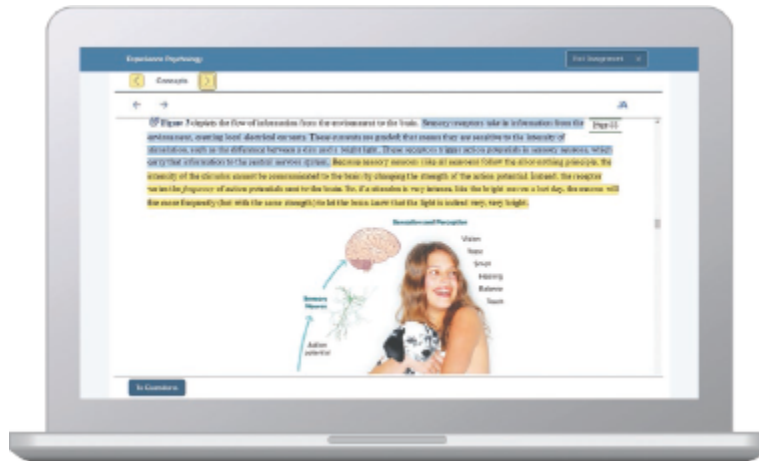 Experience Psychology
Exit Assignment
Concepts
Figure 3 depicts the flow of information from the environment to the brain. Sensory receptors take in information from the Page 85
environment, creating local electrical currents. These currents are graded; that means they are sensitive to the intensity of
stimulation, such as the difference between a dim and a bright light. These receptors trigger action potentials in sensory neurons, which
carry that information to the central nervous system. Because sensory neurons (like all neurons) follow the all-or-nothing principle, the
intensity of the stimulus cannot be communicated to the brain by changing the strength of the action potential. Instead, the receptor
varies the frequency of action potentials sent to the brain. So, if a stimulus is very intense, like the bright sun on a hot day, the neuron will
fire more frequently (but with the same strength) to let the brain know that the light is indeed very, very bright.
Sensation and Perception
Vision
Taste
Smell
Hearing
Balance
Touch
Sensory
Neuron
Action
potential
To Questions